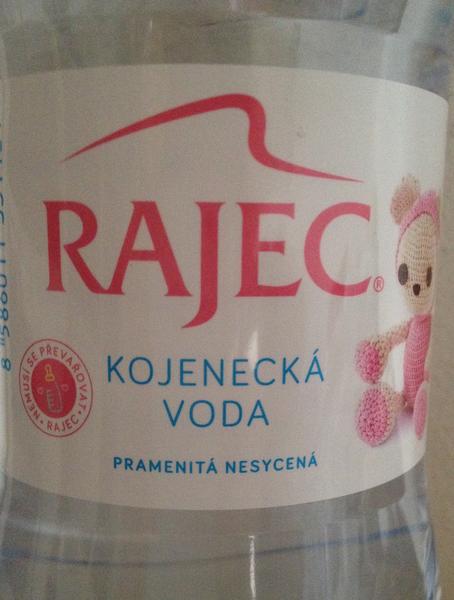 RAJEC®
KOJENECKÁ
VODA
PRAMENITÁ NESYCENÁ
NEMUSÍ SE PŘEVAŘOVAT
• RAJEC •